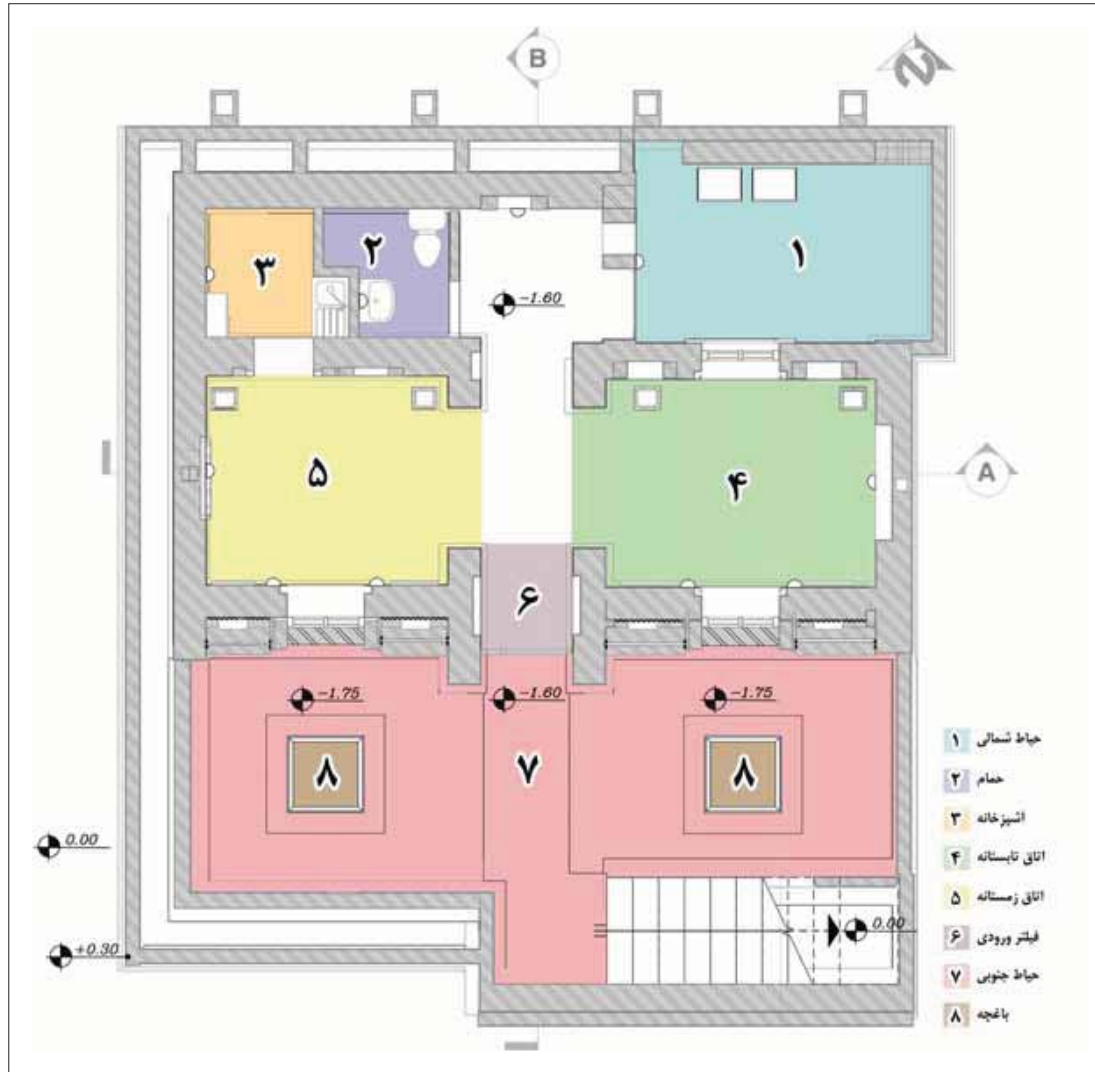 B
N
۱
۲
۳
-1.60
۵
۴
A
۶
-1.75
-1.60
-1.75
۸
۷
۸
0.00
+0.30
0.00
۱ حیاط شمالی
۲ حمام
۳ آشپزخانه
۴ اتاق تابستانه
۵ اتاق زمستانه
۶ فیلتر ورودی
۷ حیاط جنوبی
۸ باغچه